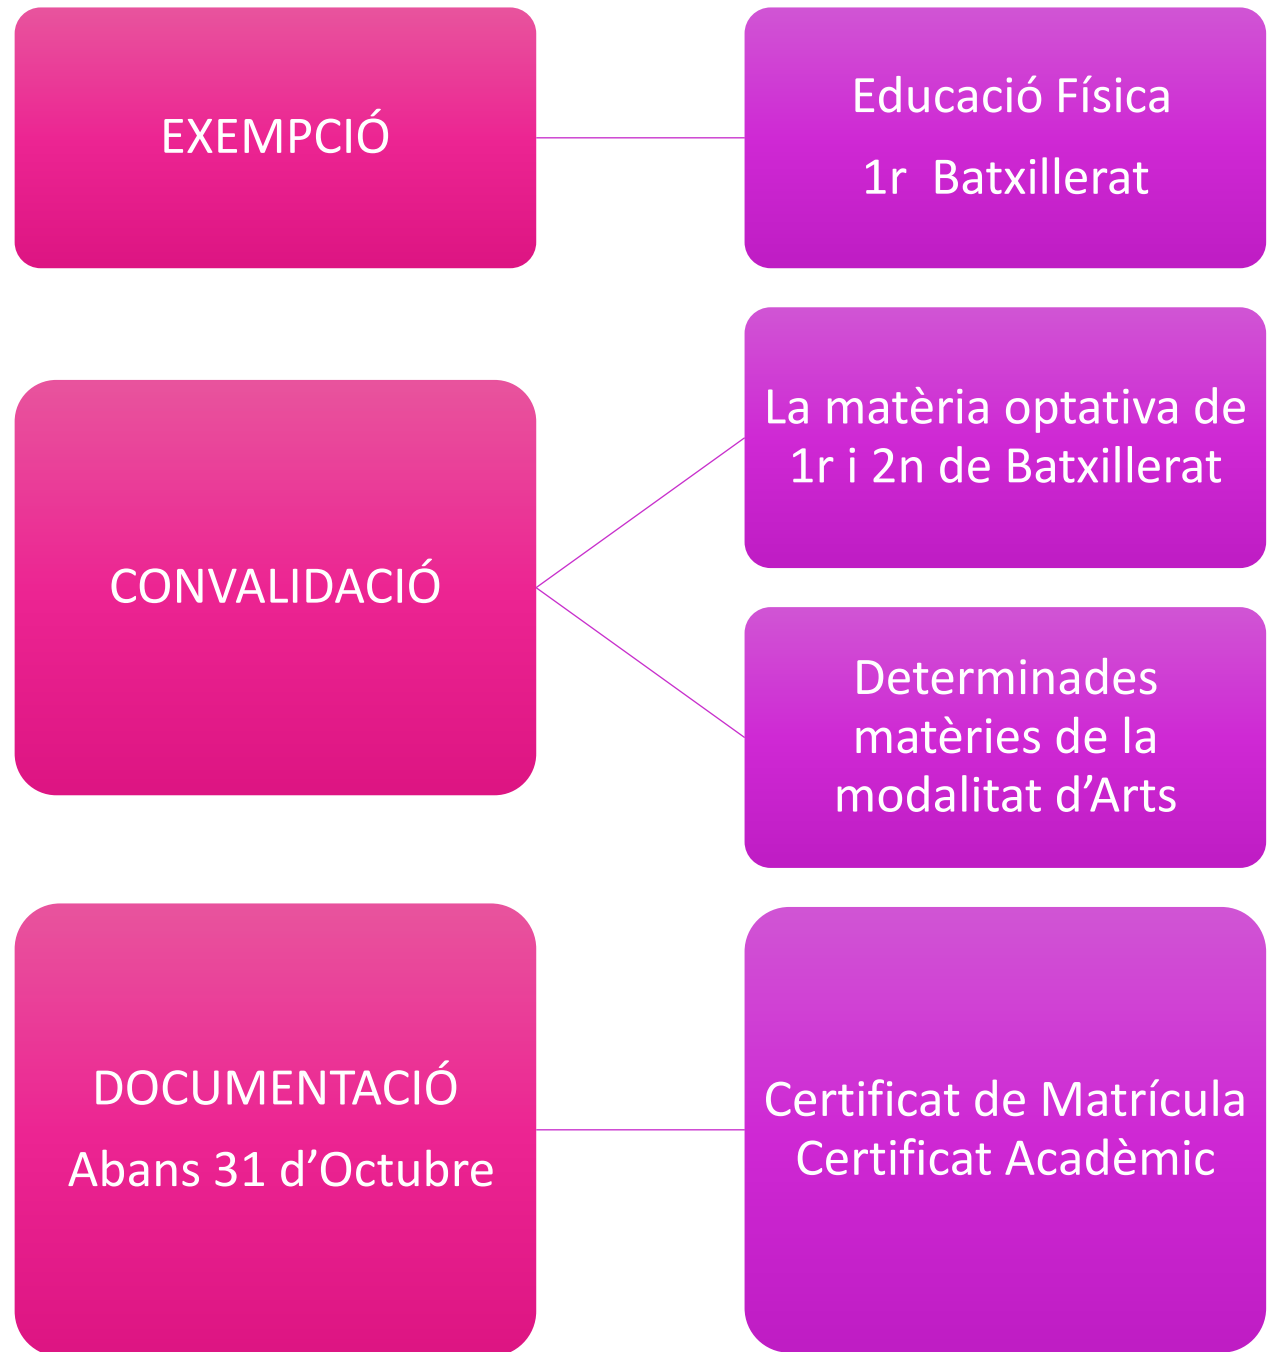 EXEMPCIÓ
Educació Física
1r Batxillerat
CONVALIDACIÓ
La matèria optativa de
1r i 2n de Batxillerat
Determinades
matèries de la
modalitat d’Arts
DOCUMENTACIÓ
Abans 31 d’Octubre
Certificat de Matrícula
Certificat Acadèmic